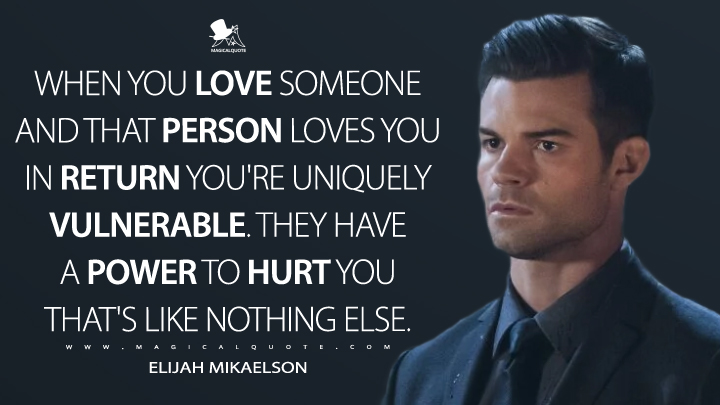 MAGICALQUOTE
WHEN YOU LOVE SOMEONE
AND THAT PERSON LOVES YOU
IN RETURN YOU'RE UNIQUELY
VULNERABLE. THEY HAVE
A POWER TO HURT YOU
THAT'S LIKE NOTHING ELSE.
WWW.MAGICALQUOTE.COM
ELIJAH MIKAELSON